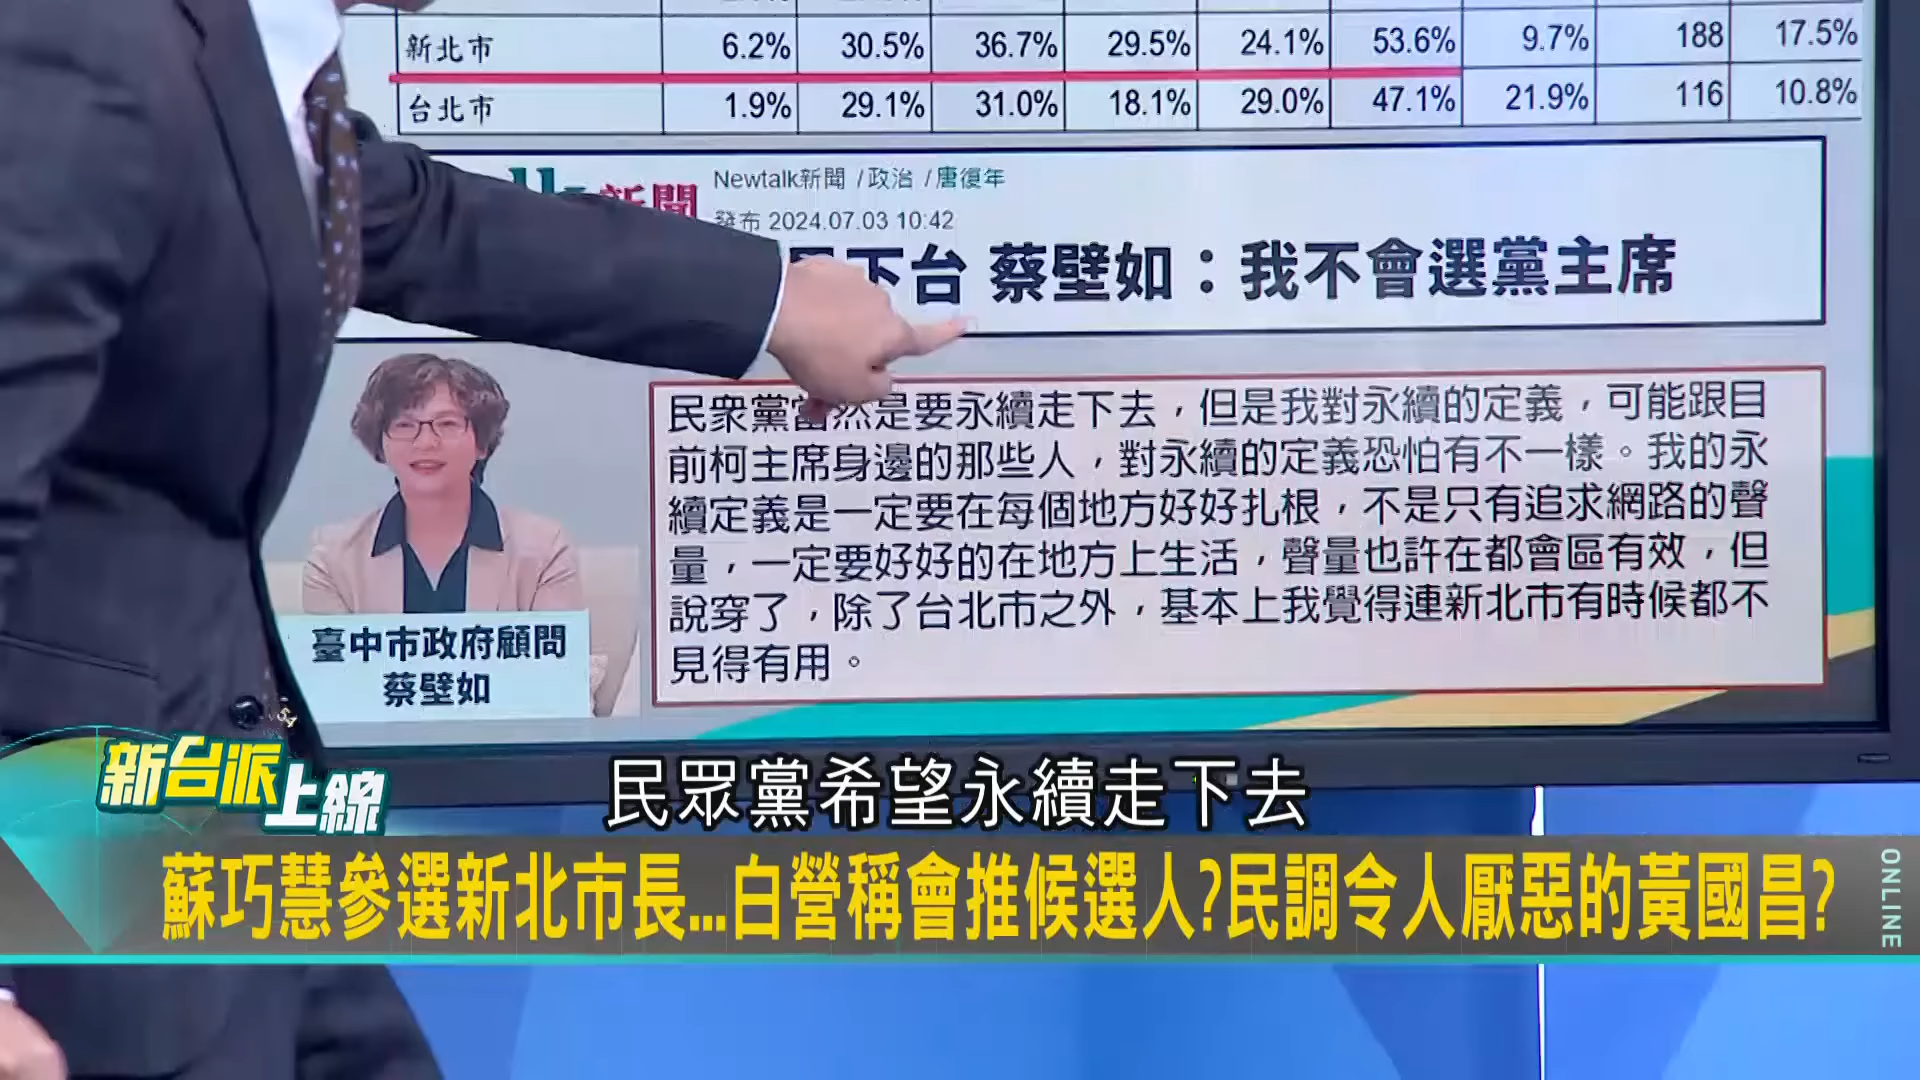 新北市 6.2% 30.5% 36.7% 29.5% 24.1% 53.6% 9.7% 188 17.5%
台北市 1.9% 29.1% 31.0% 18.1% 29.0% 47.1% 21.9% 116 10.8%
新聞 Newtalk新聞 /政治 /唐復年
發布 2024.07.03 10:42
下台 蔡壁如：我不會選黨主席
民眾黨當然是要永續走下去，但是我對永續的定義，可能跟目
前柯主席身邊的那些人，對永續的定義恐怕有不一樣。我的永
續定義是一定要在每個地方好好扎根，不是只有追求網路的聲
量，一定要好好的在地方上生活，聲量也許在都會區有效，但
說穿了，除了台北市之外，基本上我覺得連新北市有時候都不
見得有用。
臺中市政府顧問
蔡壁如
新台派上線
民眾黨希望永續走下去
蘇巧慧參選新北市長...白營稱會推候選人?民調令人厭惡的黃國昌?
ONLINE